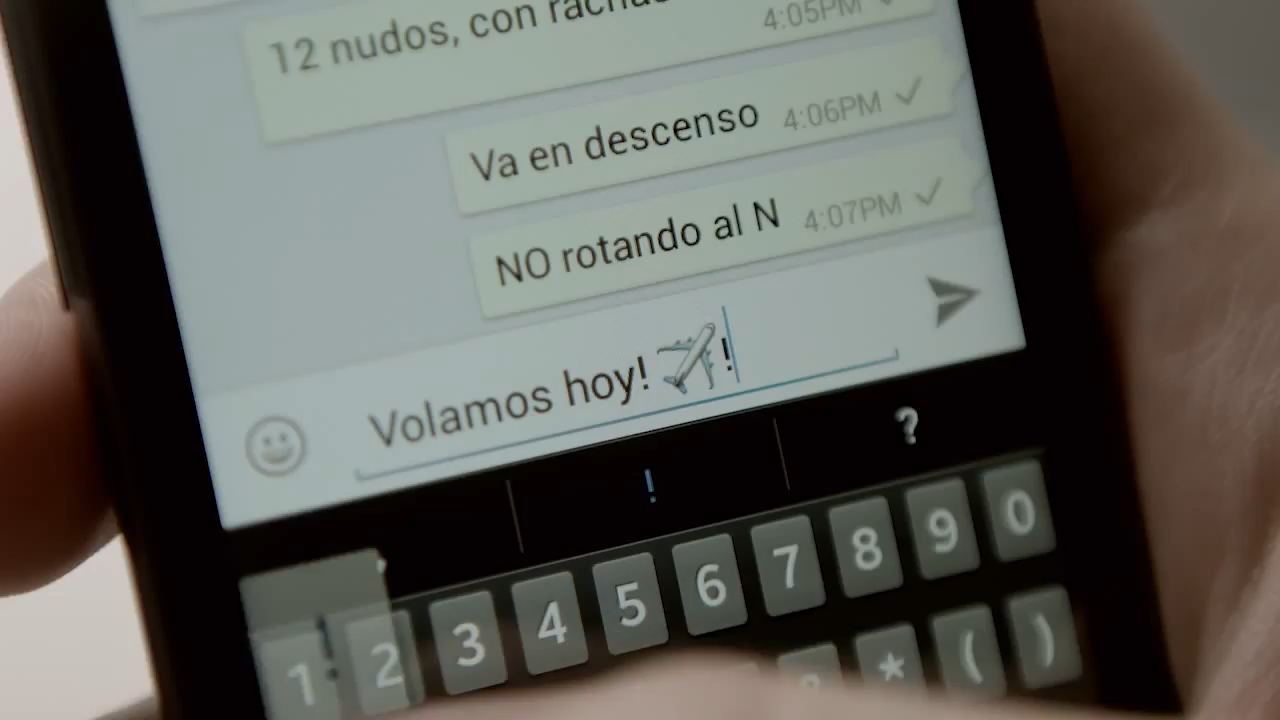 12 nudos, con rachas
4:05PM
Va en descenso 4:06PM
NO rotando al N 4:07PM
Volamos hoy! ✈!
! ?
1 2 3 4 5 6 7 8 9 0
* ( )